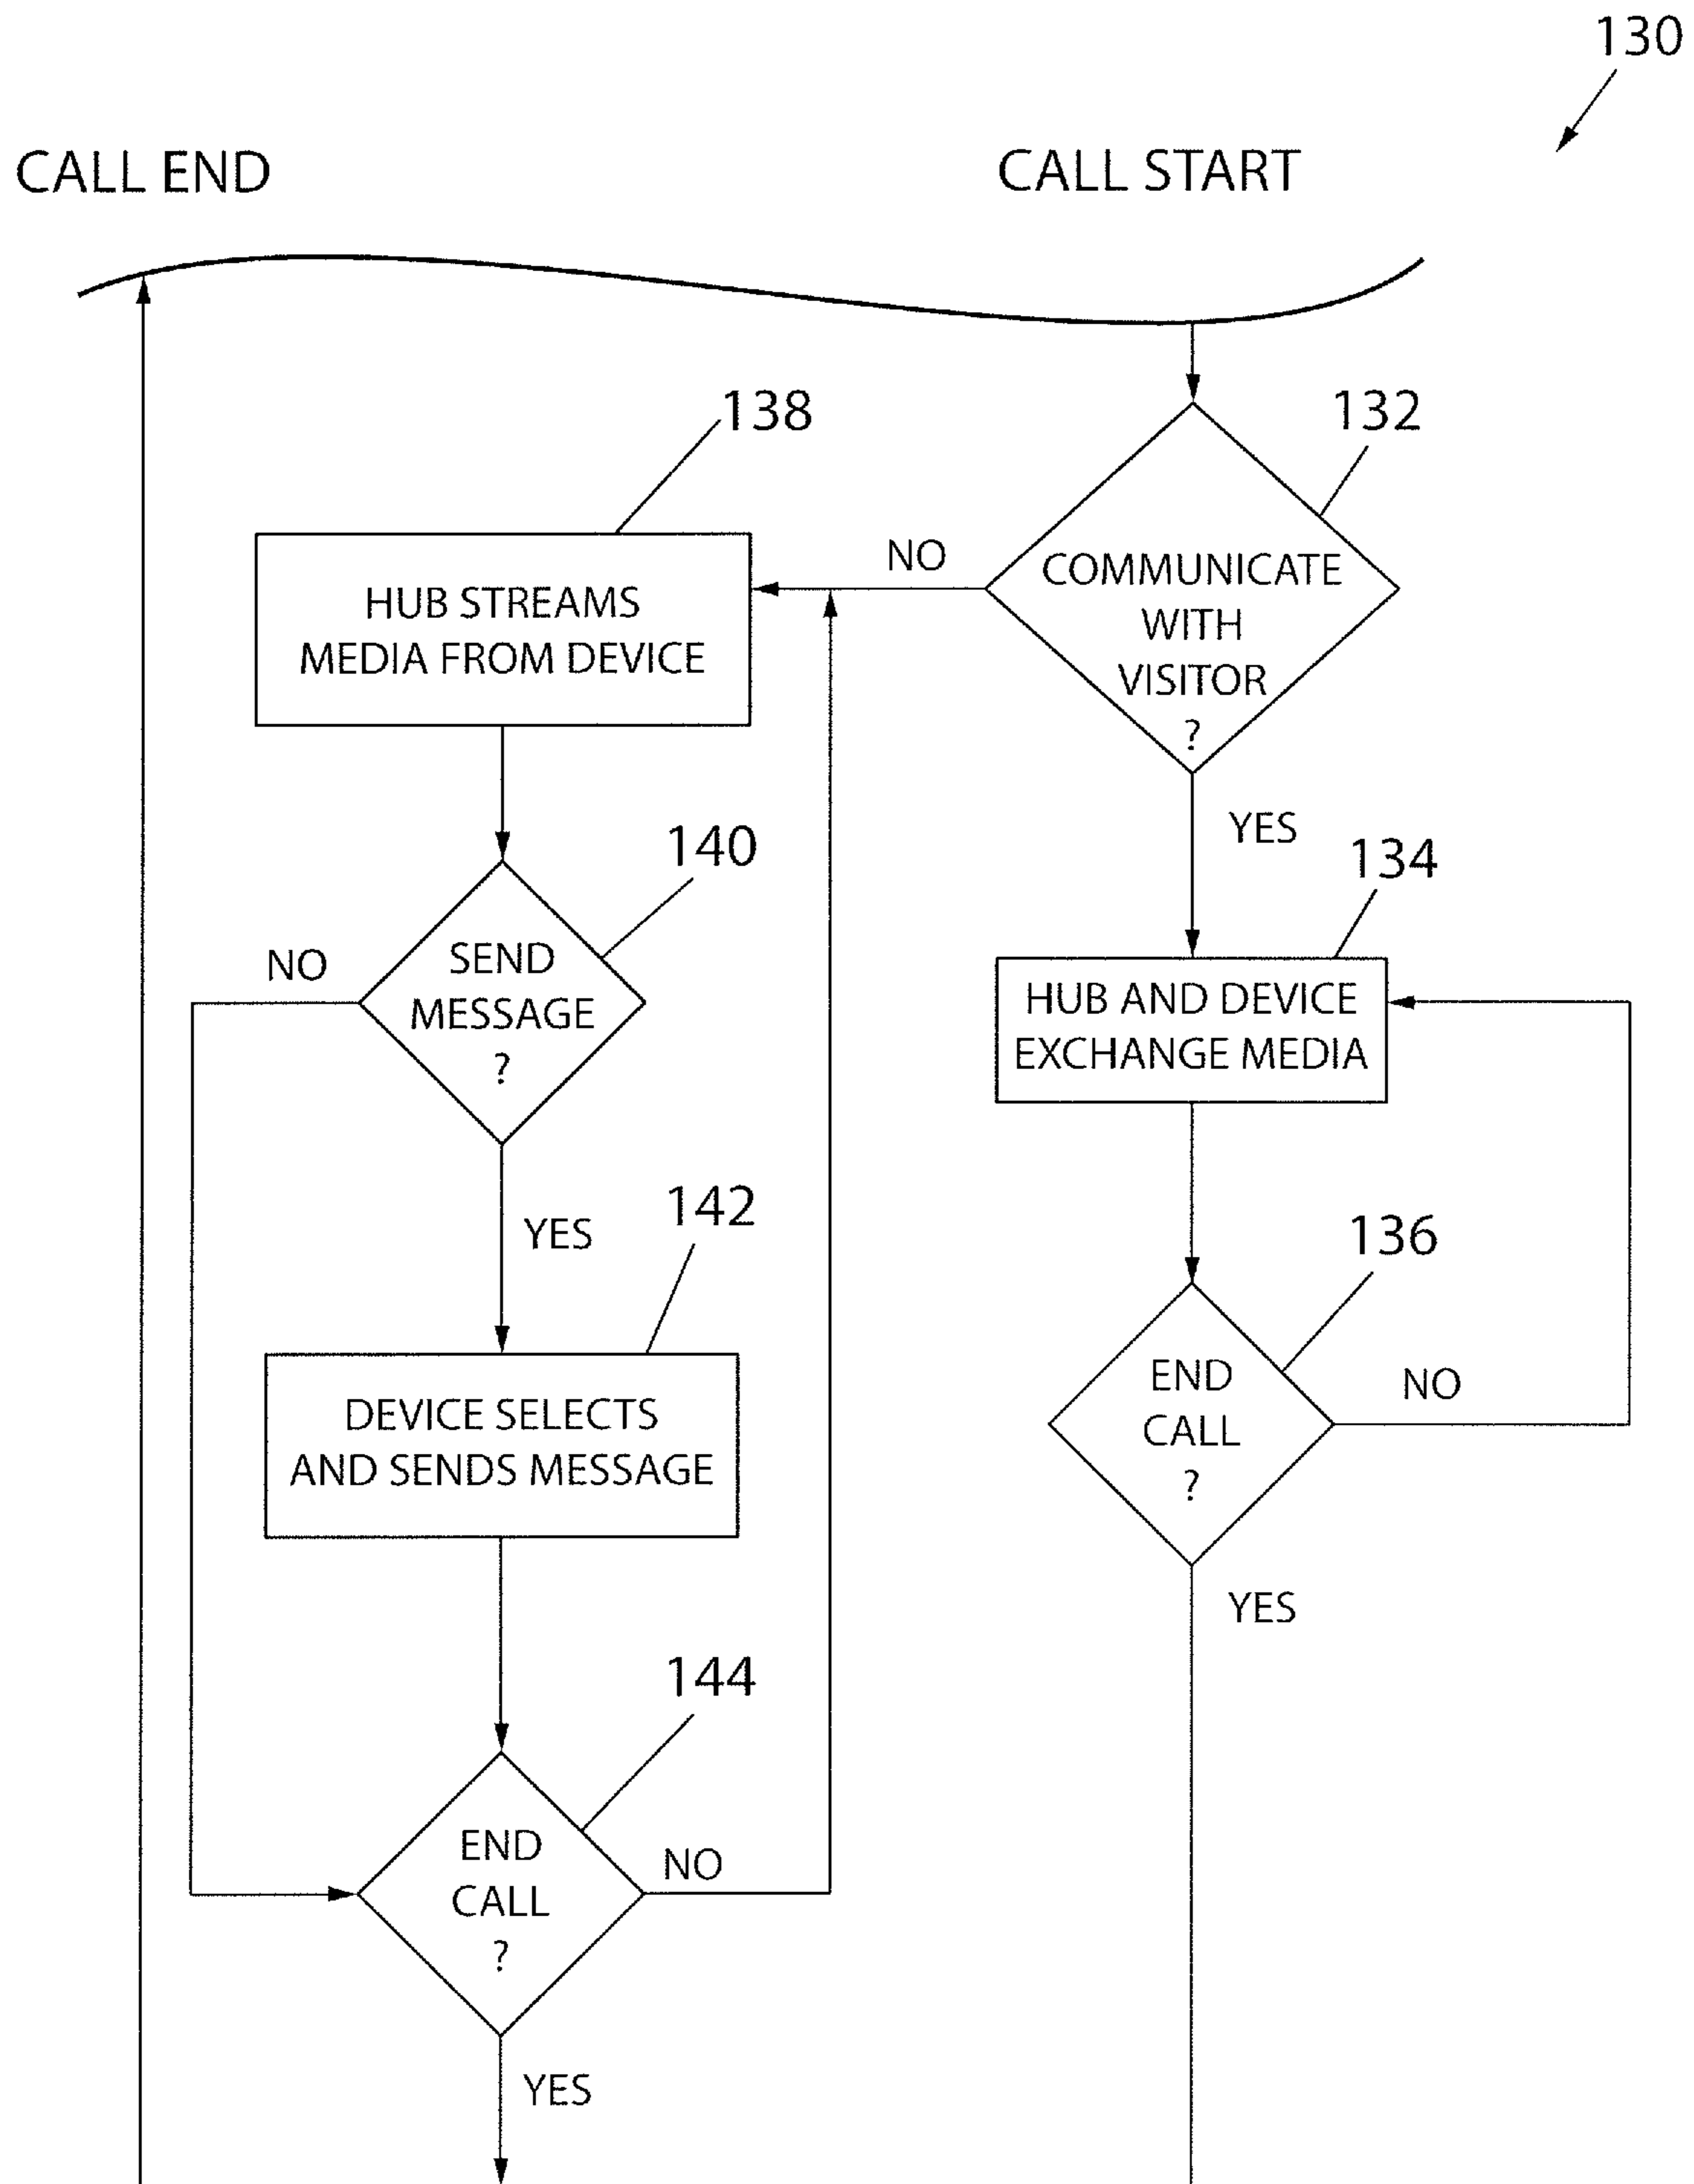 130
CALL END
CALL START
138
132
NO
COMMUNICATE
WITH
VISITOR
?
HUB STREAMS
MEDIA FROM DEVICE
YES
140
134
NO
SEND
MESSAGE
?
HUB AND DEVICE
EXCHANGE MEDIA
YES
142
136
DEVICE SELECTS
AND SENDS MESSAGE
END
CALL
?
NO
YES
144
END
CALL
?
NO
YES